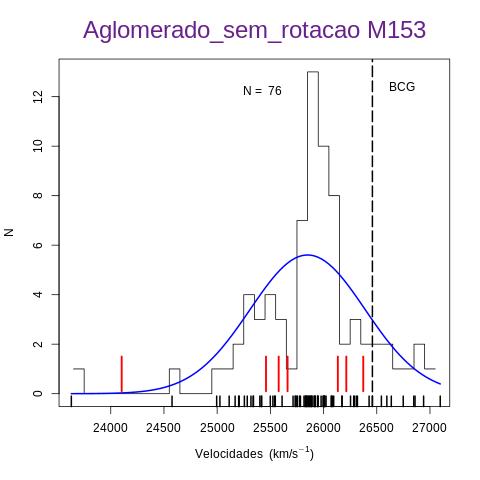 Aglomerado_sem_rotacao M153
N = 76
BCG
12
10
8
6
4
2
0
N
24000 24500 25000 25500 26000 26500 27000
Velocidades (km/s⁻¹)